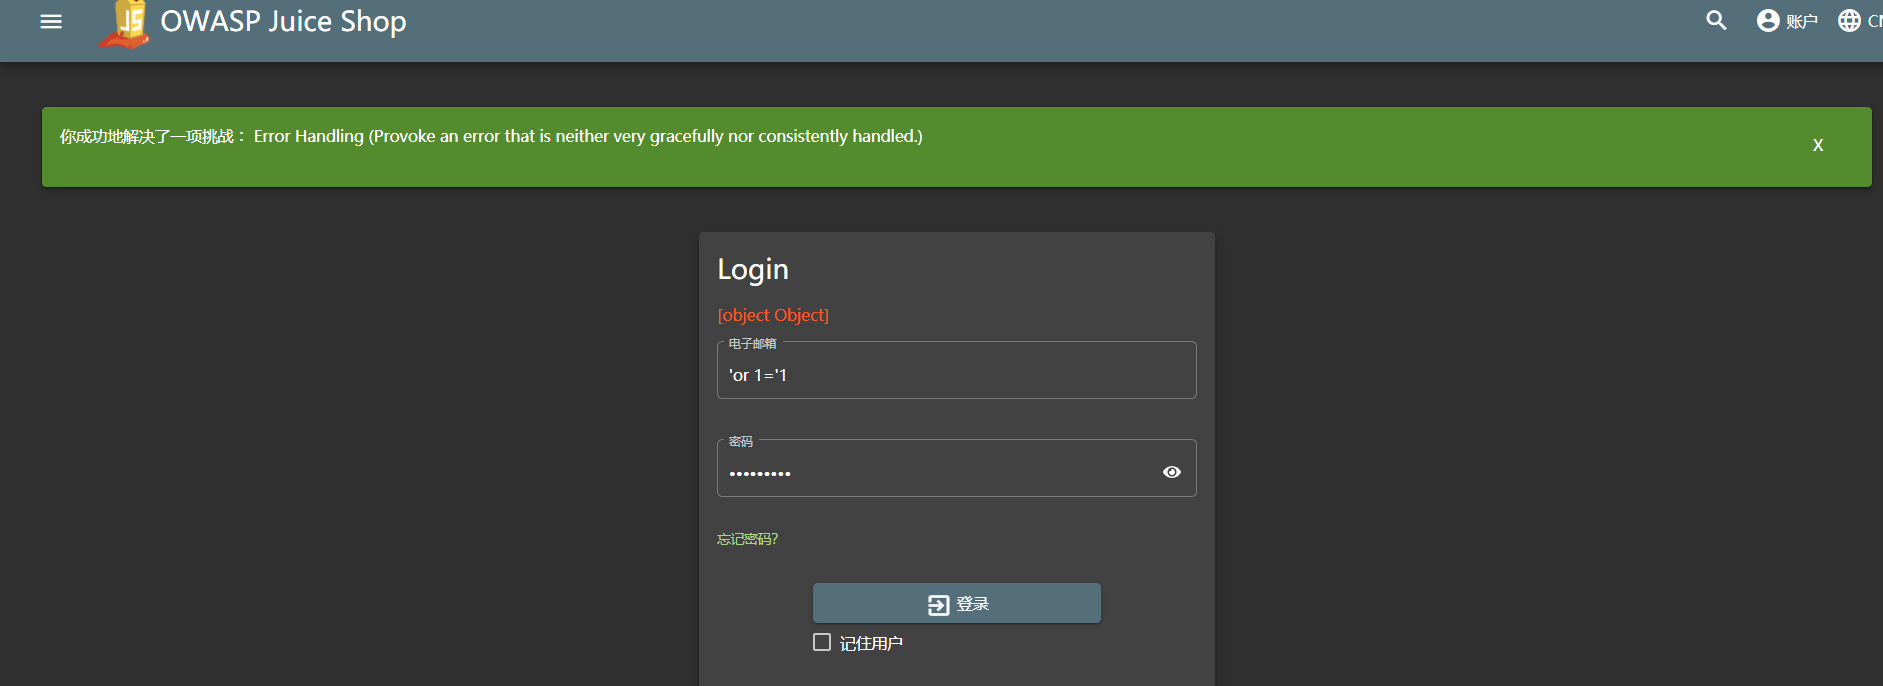 OWASP Juice Shop
账户
你成功地解决了一项挑战： Error Handling (Provoke an error that is neither very gracefully nor consistently handled.)
X
Login
[object Object]
电子邮箱
'or 1='1
密码
•••••••••
忘记密码?
登录
记住用户